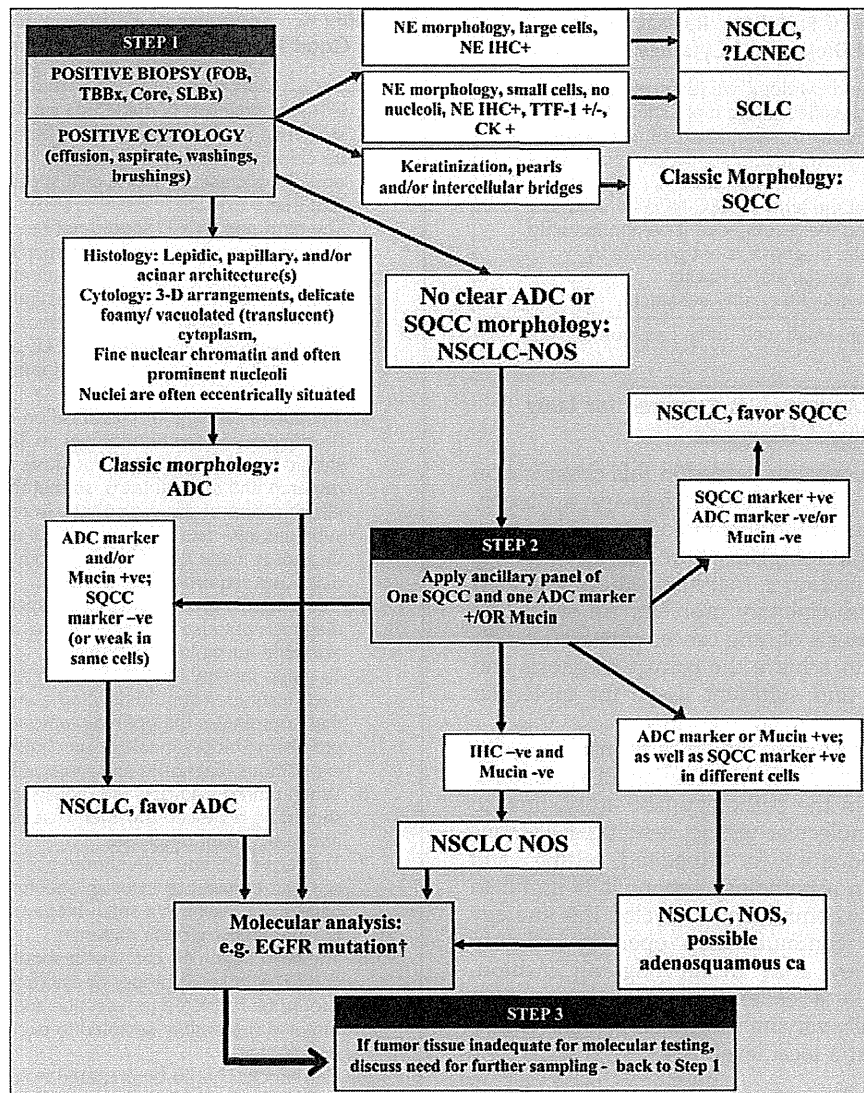 STEP 1
POSITIVE BIOPSY (FOB,
TBBx, Core, SLBx)
POSITIVE CYTOLOGY
(effusion, aspirate, washings,
brushings)
NE morphology, large cells,
NE IHC+
NSCLC,
?LCNEC
NE morphology, small cells, no
nucleoli, NE IHC+, TTF-1 +/-,
CK +
SCLC
Keratinization, pearls
and/or intercellular bridges
Classic Morphology:
SQCC
Histology: Lepidic, papillary, and/or
acinar architecture(s)
Cytology: 3-D arrangements, delicate
foamy/ vacuolated (translucent)
cytoplasm,
Fine nuclear chromatin and often
prominent nucleoli
Nuclei are often eccentrically situated
No clear ADC or
SQCC morphology:
NSCLC-NOS
Classic morphology:
ADC
NSCLC, favor SQCC
SQCC marker +ve
ADC marker -ve/or
Mucin -ve
STEP 2
Apply ancillary panel of
One SQCC and one ADC marker
+/OR Mucin
ADC marker
and/or
Mucin +ve;
SQCC
marker –ve
(or weak in
same cells)
IHC –ve and
Mucin -ve
ADC marker or Mucin +ve;
as well as SQCC marker +ve
in different cells
NSCLC, favor ADC
NSCLC NOS
Molecular analysis:
e.g. EGFR mutation†
NSCLC, NOS,
possible
adenosquamous ca
STEP 3
If tumor tissue inadequate for molecular testing,
discuss need for further sampling - back to Step 1